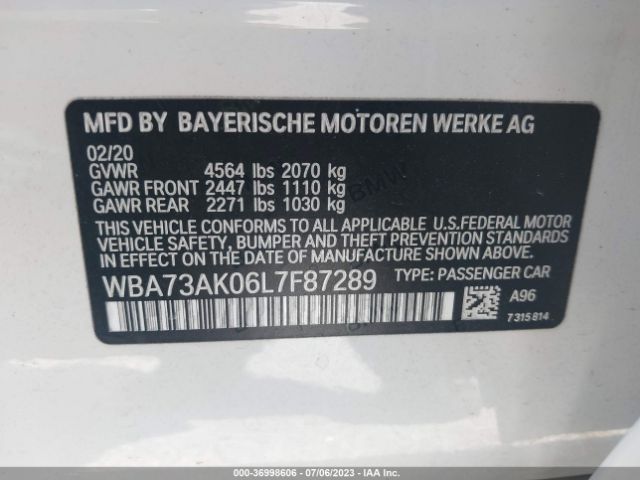 MFD BY BAYERISCHE MOTOREN WERKE AG
02/20
GVWR 4564 lbs 2070 kg
GAWR FRONT 2447 lbs 1110 kg
GAWR REAR 2271 lbs 1030 kg
THIS VEHICLE CONFORMS TO ALL APPLICABLE U.S.FEDERAL MOTOR
VEHICLE SAFETY, BUMPER AND THEFT PREVENTION STANDARDS
IN EFFECT ON THE DATE OF MANUFACTURE SHOWN ABOVE.
WBA73AK06L7F87289 TYPE: PASSENGER CAR
A96
7315814
BMW
000-36998606 / 07/06/2023 - IAA Inc.